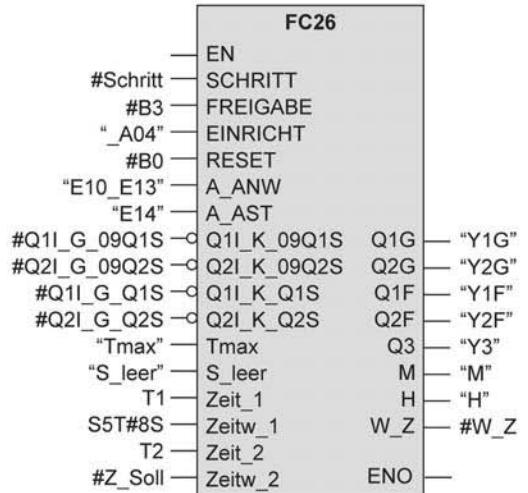 FC26
EN
#Schritt SCHRITT
#B3 FREIGABE
"_A04" EINRICHT
#B0 RESET
"E10_E13" A_ANW
"E14" A_AST
#Q1I_G_09Q1S Q1I_K_09Q1S Q1G "Y1G"
#Q2I_G_09Q2S Q2I_K_09Q2S Q2G "Y2G"
#Q1I_G_Q1S Q1I_K_Q1S Q1F "Y1F"
#Q2I_G_Q2S Q2I_K_Q2S Q2F "Y2F"
"Tmax" Tmax Q3 "Y3"
"S_leer" S_leer M "M"
T1 Zeit_1 H "H"
S5T#8S Zeitw_1 W_Z #W_Z
T2 Zeit_2
#Z_Soll Zeitw_2 ENO